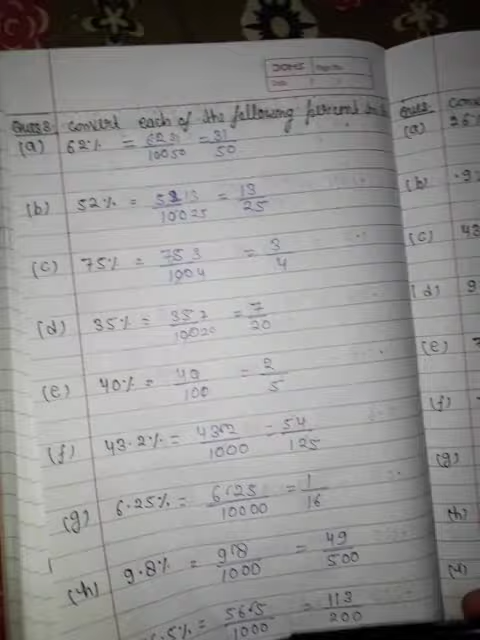 DOMS
convert each of the following percent
(a) 62% = 62 31/100 50 = 31/50
(b) 52% = 52 13/100 25 = 13/25
(c) 75% = 75 3/100 4 = 3/4
(d) 35% = 35 7/100 20 = 7/20
(e) 40% = 40/100 = 2/5
(f) 43.2% = 432/1000 = 54/125
(g) 6.25% = 625/10000 = 1/16
(h) 9.8% = 98/1000 = 49/500
.5% = 565/1000 = 113/200
(a)
(b)
(c) 43
(d) 9
(e)
(f)
(g)
(h)